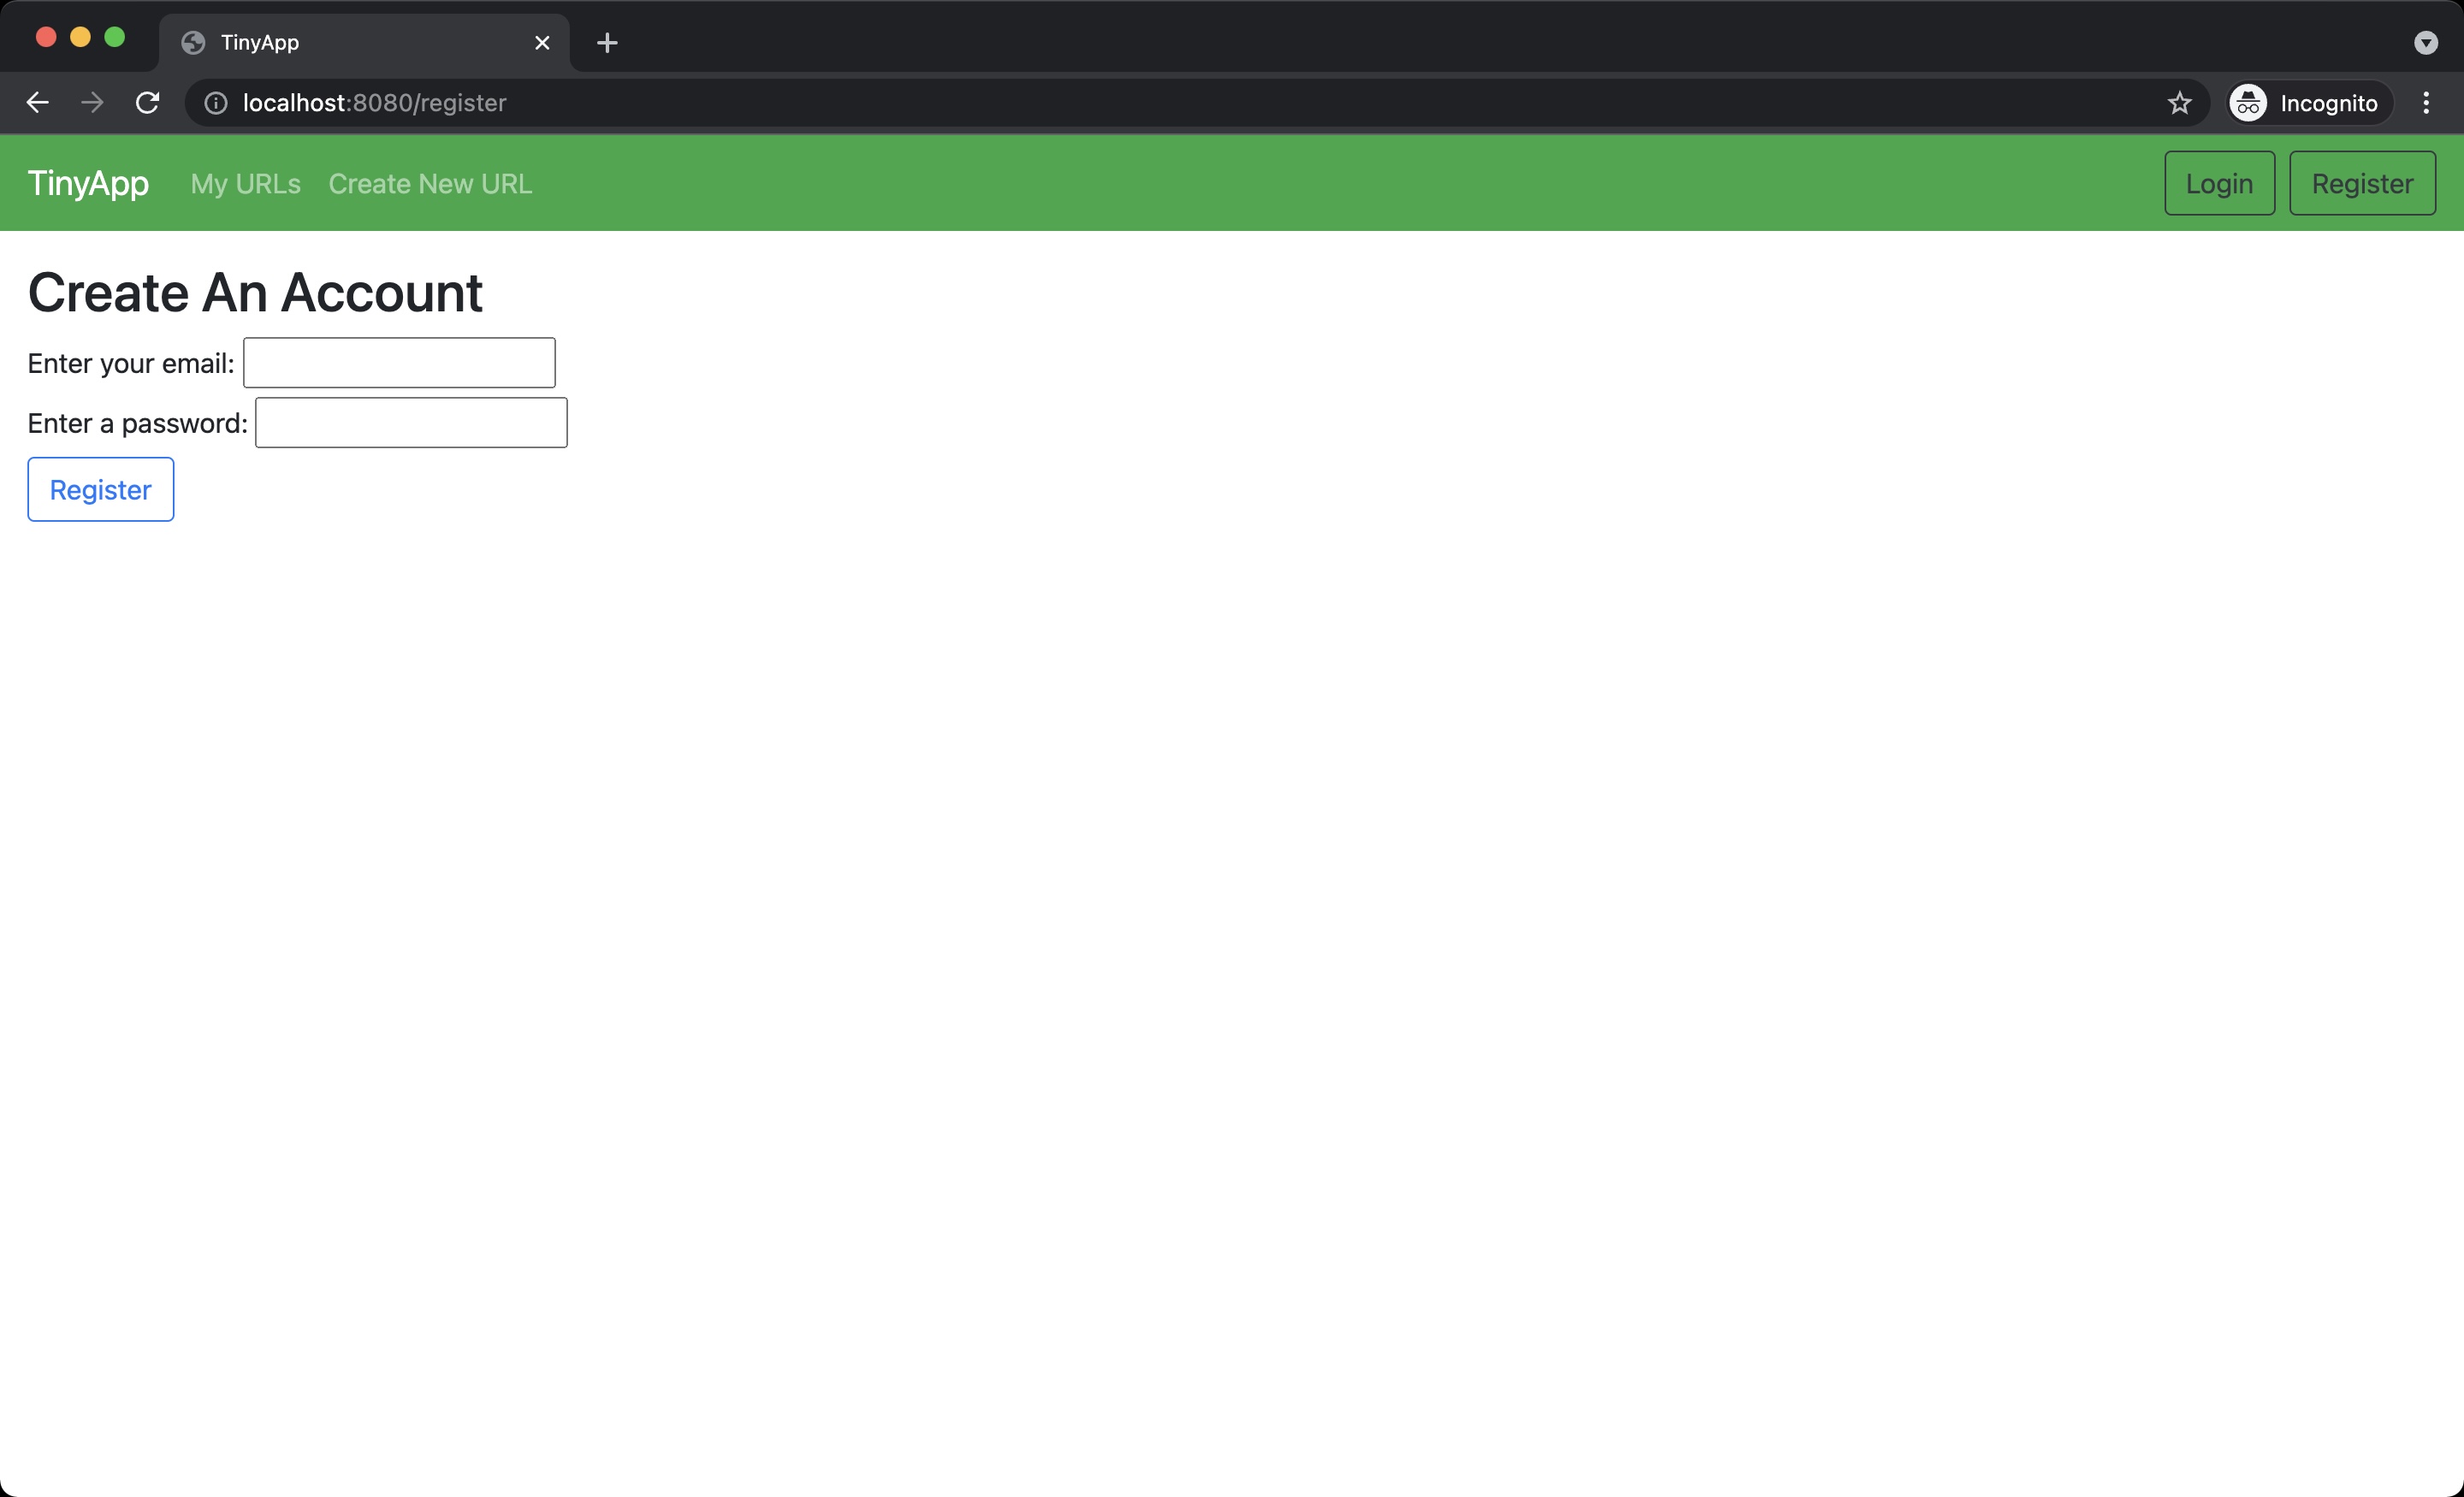 TinyApp
localhost:8080/register
Incognito
TinyApp My URLs Create New URL Login Register
Create An Account
Enter your email:
Enter a password:
Register